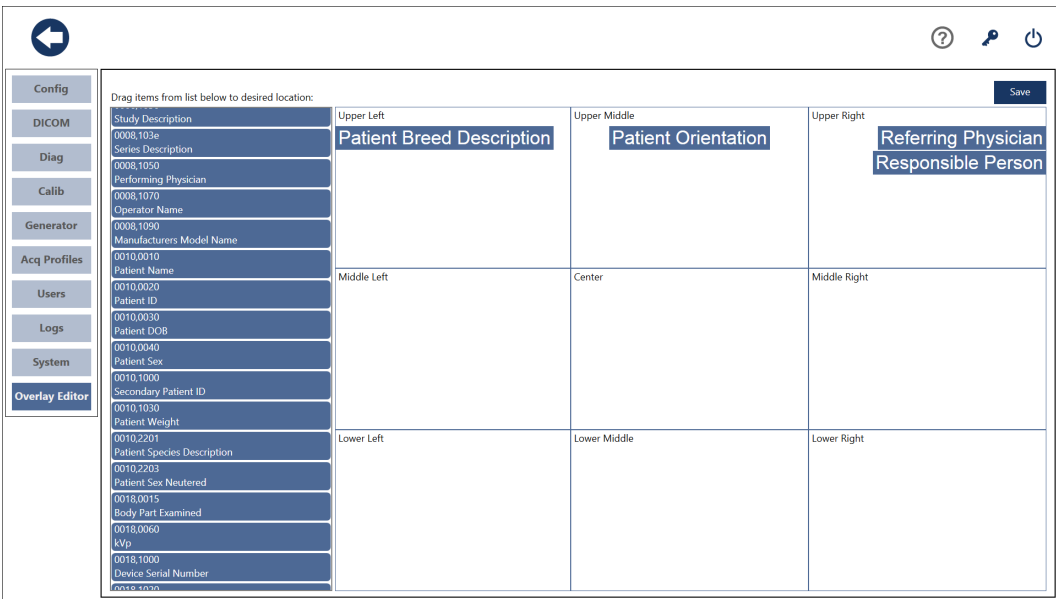 ?
Config
DICOM
Diag
Calib
Generator
Acq Profiles
Users
Logs
System
Overlay Editor
Drag items from list below to desired location:
Save
Study Description
0008,103e
Series Description
0008,1050
Performing Physician
0008,1070
Operator Name
0008,1090
Manufacturers Model Name
0010,0010
Patient Name
0010,0020
Patient ID
0010,0030
Patient DOB
0010,0040
Patient Sex
0010,1000
Secondary Patient ID
0010,1030
Patient Weight
0010,2201
Patient Species Description
0010,2203
Patient Sex Neutered
0018,0015
Body Part Examined
0018,0060
kVp
0018,1000
Device Serial Number
Upper Left
Patient Breed Description
Upper Middle
Patient Orientation
Upper Right
Referring Physician
Responsible Person
Middle Left
Center
Middle Right
Lower Left
Lower Middle
Lower Right